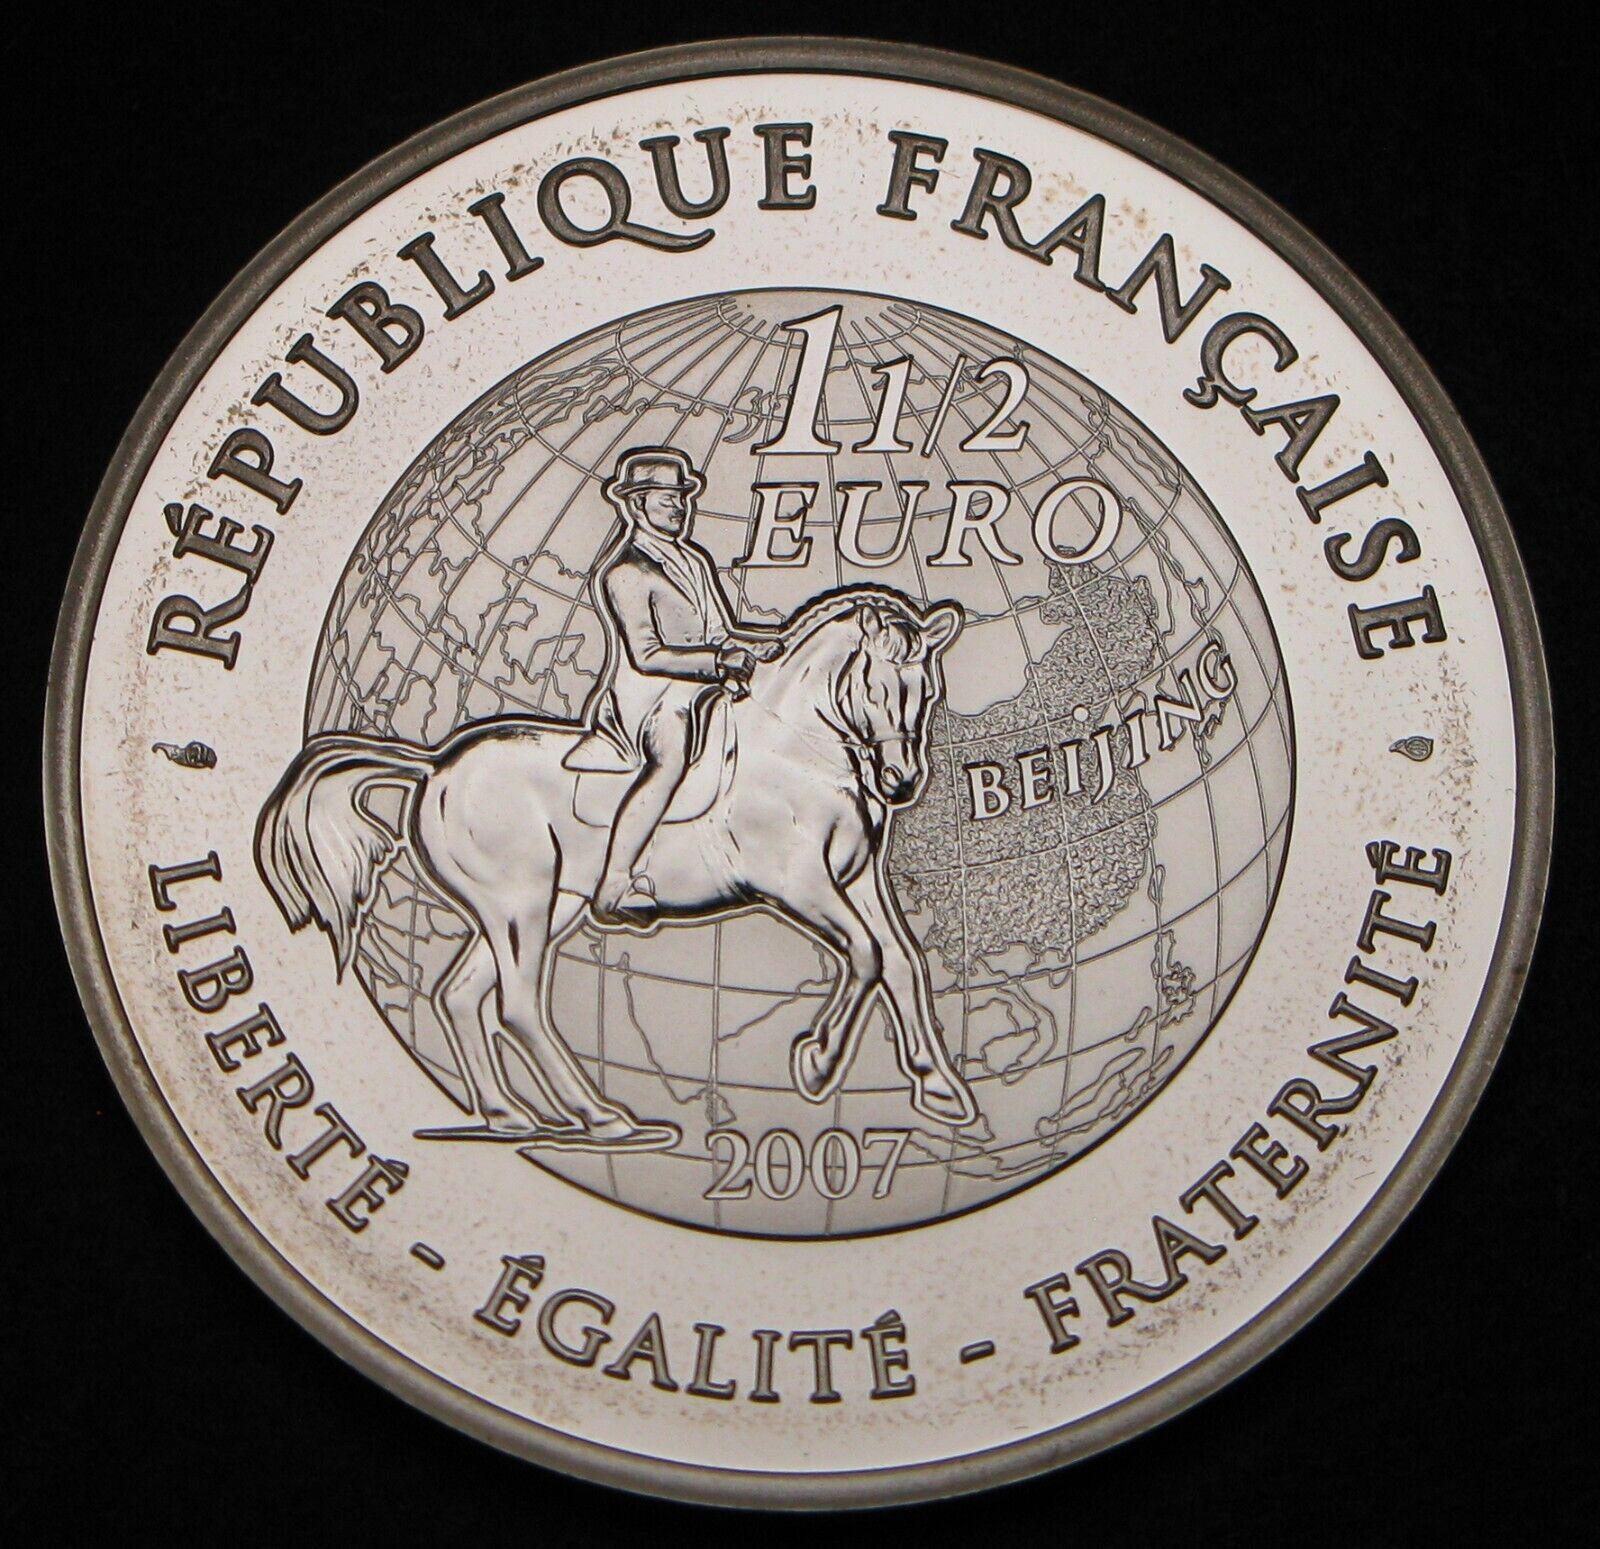 RÉPUBLIQUE FRANÇAISE
1 1/2
EURO
BEIJING
2007
LIBERTÉ - ÉGALITÉ - FRATERNITÉ